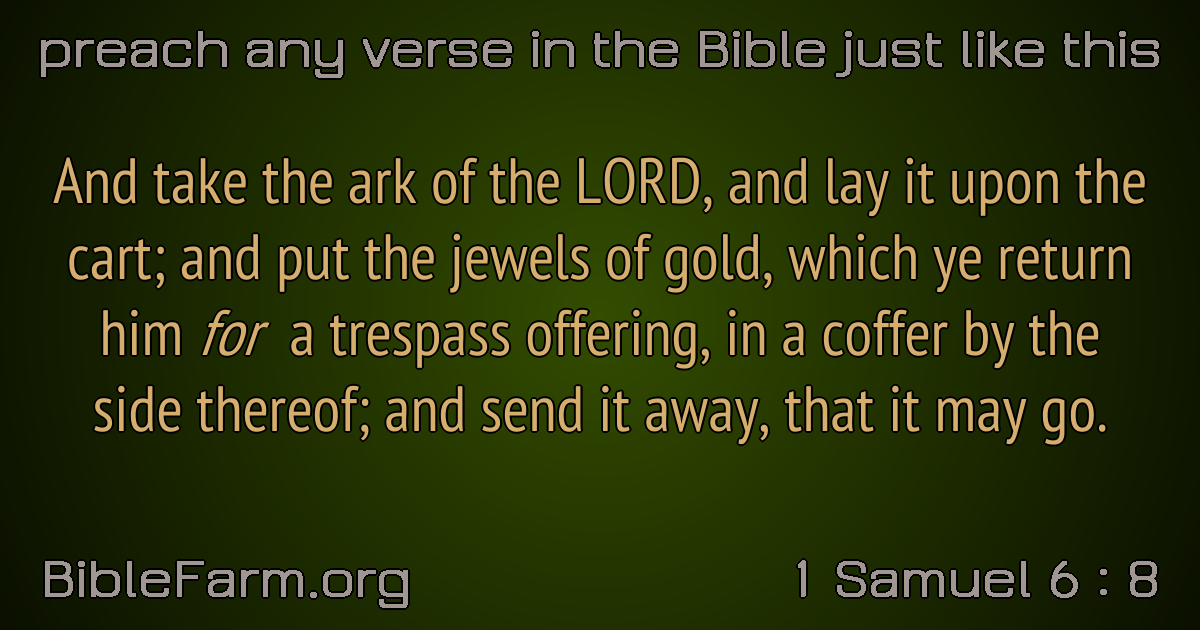 preach any verse in the Bible just like this
And take the ark of the LORD, and lay it upon the
cart; and put the jewels of gold, which ye return
him for a trespass offering, in a coffer by the
side thereof; and send it away, that it may go.
BibleFarm.org
1 Samuel 6 : 8